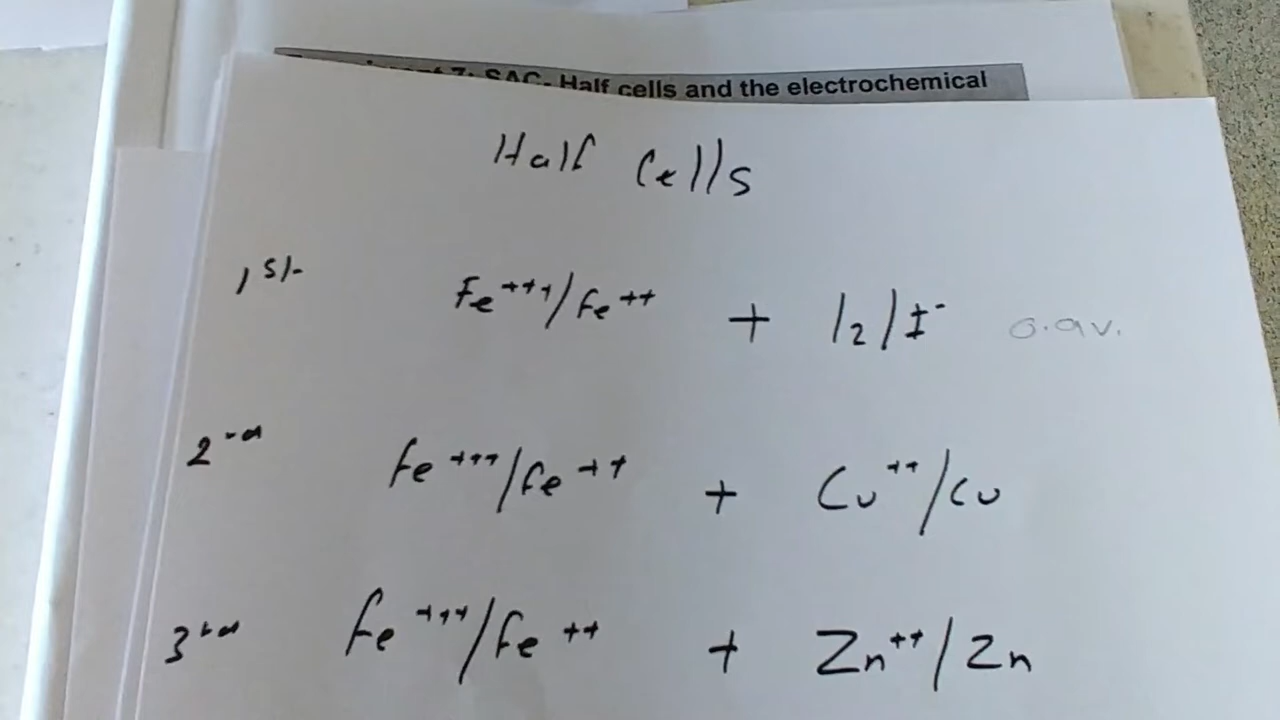 7: SAC- Half cells and the electrochemical
Half Cells
1st Fe+++/Fe++ + I2/I- 0.9v.
2nd Fe+++/Fe++ + Cu++/Cu
3rd Fe+++/Fe++ + Zn++/Zn